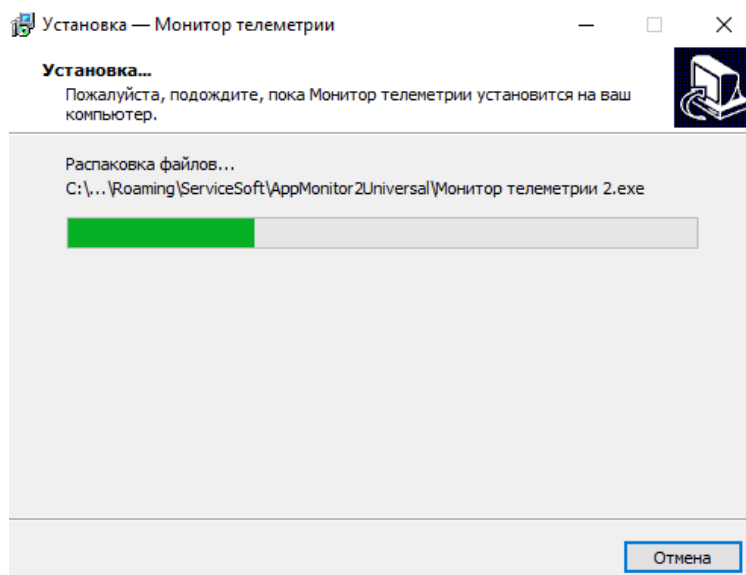 Установка — Монитор телеметрии
Установка...
Пожалуйста, подождите, пока Монитор телеметрии установится на ваш
компьютер.
Распаковка файлов...
C:\...\Roaming\ServiceSoft\AppMonitor2Universal\Монитор телеметрии 2.exe
Отмена